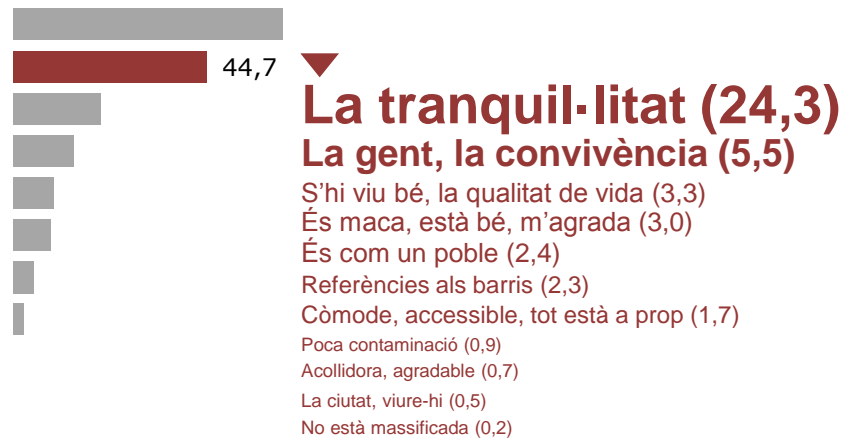 44,7
La tranquil·litat (24,3)
La gent, la convivència (5,5)
S’hi viu bé, la qualitat de vida (3,3)
És maca, està bé, m’agrada (3,0)
És com un poble (2,4)
Referències als barris (2,3)
Còmode, accessible, tot està a prop (1,7)
Poca contaminació (0,9)
Acollidora, agradable (0,7)
La ciutat, viure-hi (0,5)
No està massificada (0,2)